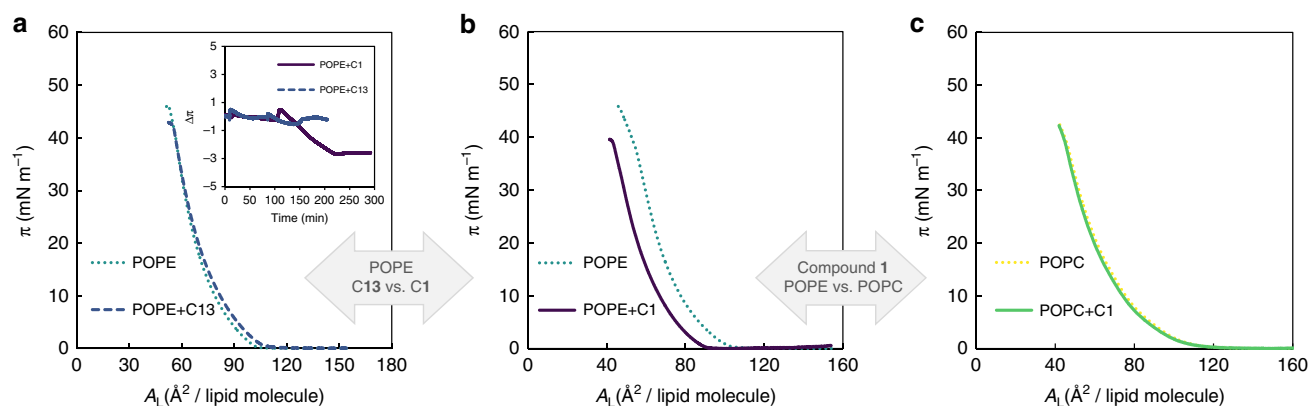 a
60
50
40
30
20
10
0
π (mN m⁻¹)
0 30 60 90 120 150 180
A_L(Å² / lipid molecule)
POPE
POPE+C13
5
3
1
−1
−3
−5
Δπ
0 50 100 150 200 250 300
Time (min)
POPE+C1
POPE+C13
POPE
C13 vs. C1
b
60
50
40
30
20
10
0
π (mN m⁻¹)
0 40 80 120 160
A_L(Å² / lipid molecule)
POPE
POPE+C1
Compound 1
POPE vs. POPC
c
60
50
40
30
20
10
0
π (mN m⁻¹)
0 40 80 120 160
A_L(Å² / lipid molecule)
POPC
POPC+C1